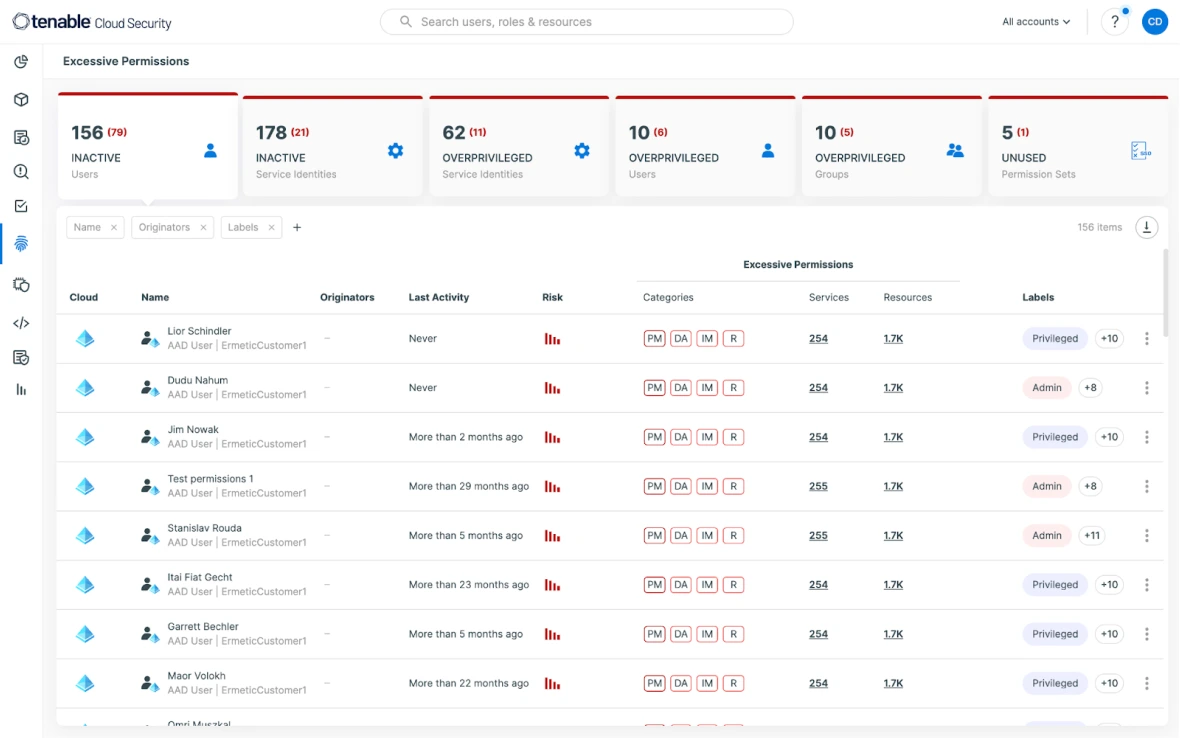 tenable Cloud Security
Search users, roles & resources
All accounts
?
CD
Excessive Permissions
156 (79)
INACTIVE
Users
178 (21)
INACTIVE
Service Identities
62 (11)
OVERPRIVILEGED
Service Identities
10 (6)
OVERPRIVILEGED
Users
10 (5)
OVERPRIVILEGED
Groups
5 (1)
UNUSED
Permission Sets
SSO
Name × Originators × Labels × +
156 items
Excessive Permissions
Cloud Name Originators Last Activity Risk Categories Services Resources Labels
Lior Schindler
AAD User | ErmeticCustomer1
– Never PM DA IM R 254 1.7K Privileged +10
Dudu Nahum
AAD User | ErmeticCustomer1
– Never PM DA IM R 254 1.7K Admin +8
Jim Nowak
AAD User | ErmeticCustomer1
– More than 2 months ago PM DA IM R 254 1.7K Privileged +10
Test permissions 1
AAD User | ErmeticCustomer1
– More than 29 months ago PM DA IM R 255 1.7K Admin +8
Stanislav Rouda
AAD User | ErmeticCustomer1
– More than 5 months ago PM DA IM R 255 1.7K Admin +11
Itai Fiat Gecht
AAD User | ErmeticCustomer1
– More than 23 months ago PM DA IM R 254 1.7K Privileged +10
Garrett Bechler
AAD User | ErmeticCustomer1
– More than 5 months ago PM DA IM R 254 1.7K Privileged +10
Maor Volokh
AAD User | ErmeticCustomer1
– More than 22 months ago PM DA IM R 254 1.7K Privileged +10
Omri Muszkal